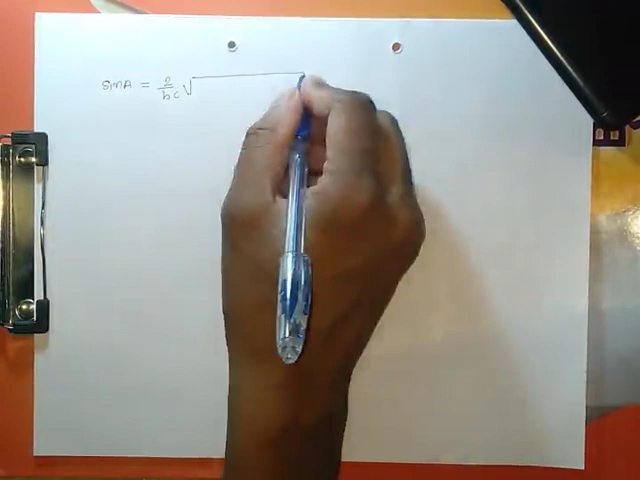 sinA = 2/bc √